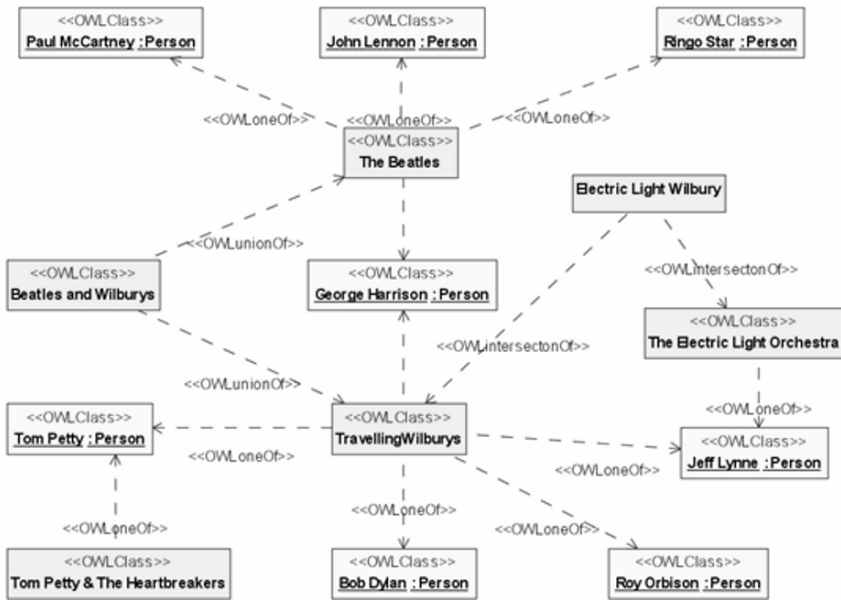 <<OWLClass>>
Paul McCartney : Person
<<OWLClass>>
John Lennon : Person
<<OWLClass>>
Ringo Star : Person
<<OWLoneOf>>
<<OWLoneOf>>
<<OWLoneOf>>
<<OWLClass>>
The Beatles
Electric Light Wilbury
<<OWLunionOf>>
<<OWLClass>>
Beatles and Wilburys
<<OWLClass>>
George Harrison : Person
<<OWLintersectonOf>>
<<OWLClass>>
The Electric Light Orchestra
<<OWLintersectonOf>>
<<OWLunionOf>>
<<OWLClass>>
Tom Petty : Person
<<OWLClass>>
TravellingWilburys
<<OWLoneOf>>
<<OWLClass>>
Jeff Lynne : Person
<<OWLoneOf>>
<<OWLoneOf>>
<<OWLoneOf>>
<<OWLoneOf>>
<<OWLoneOf>>
<<OWLClass>>
Tom Petty & The Heartbreakers
<<OWLClass>>
Bob Dylan : Person
<<OWLClass>>
Roy Orbison : Person